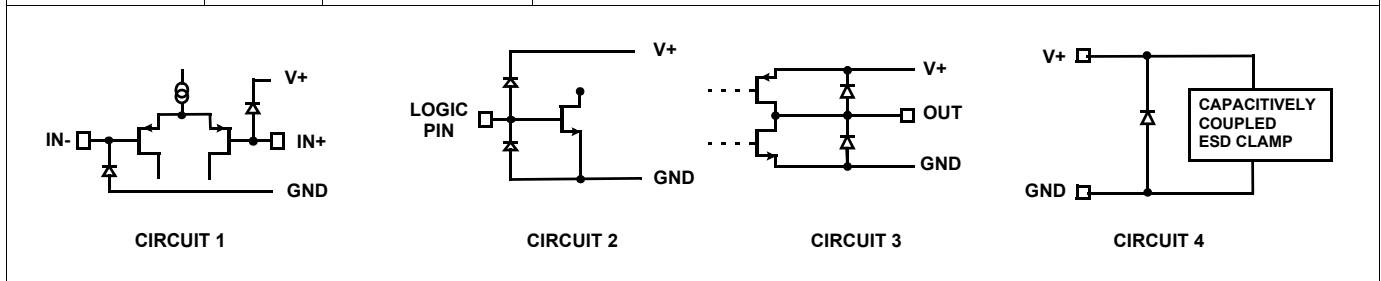 V+
IN-
IN+
GND
CIRCUIT 1
V+
LOGIC
PIN
GND
CIRCUIT 2
V+
OUT
GND
CIRCUIT 3
V+
CAPACITIVELY
COUPLED
ESD CLAMP
GND
CIRCUIT 4